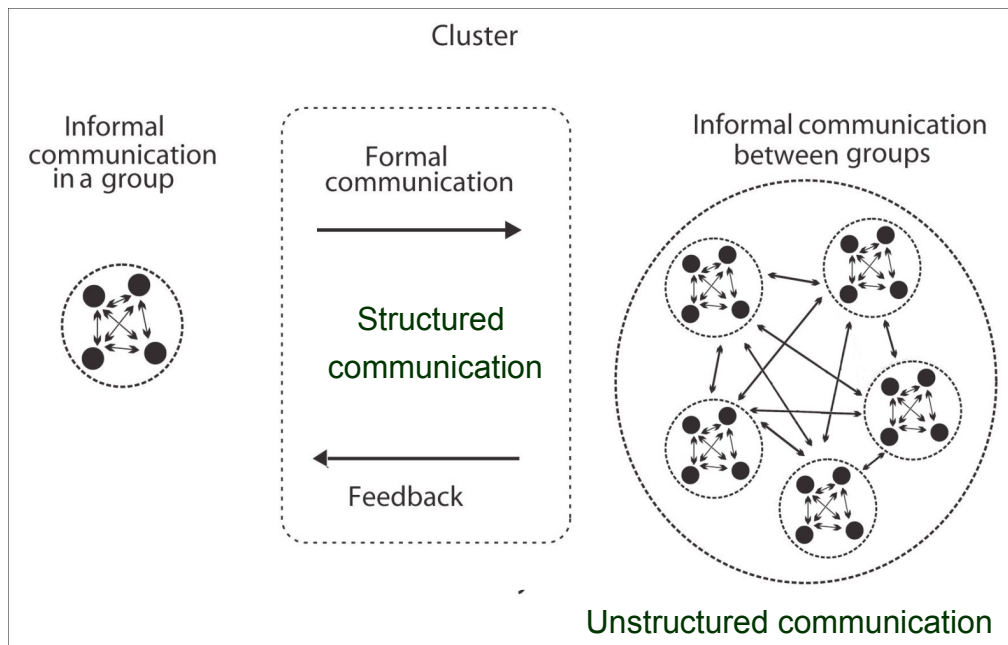 Cluster
Informal
communication
in a group
Formal
communication
Structured
communication
Feedback
Informal communication
between groups
Unstructured communication